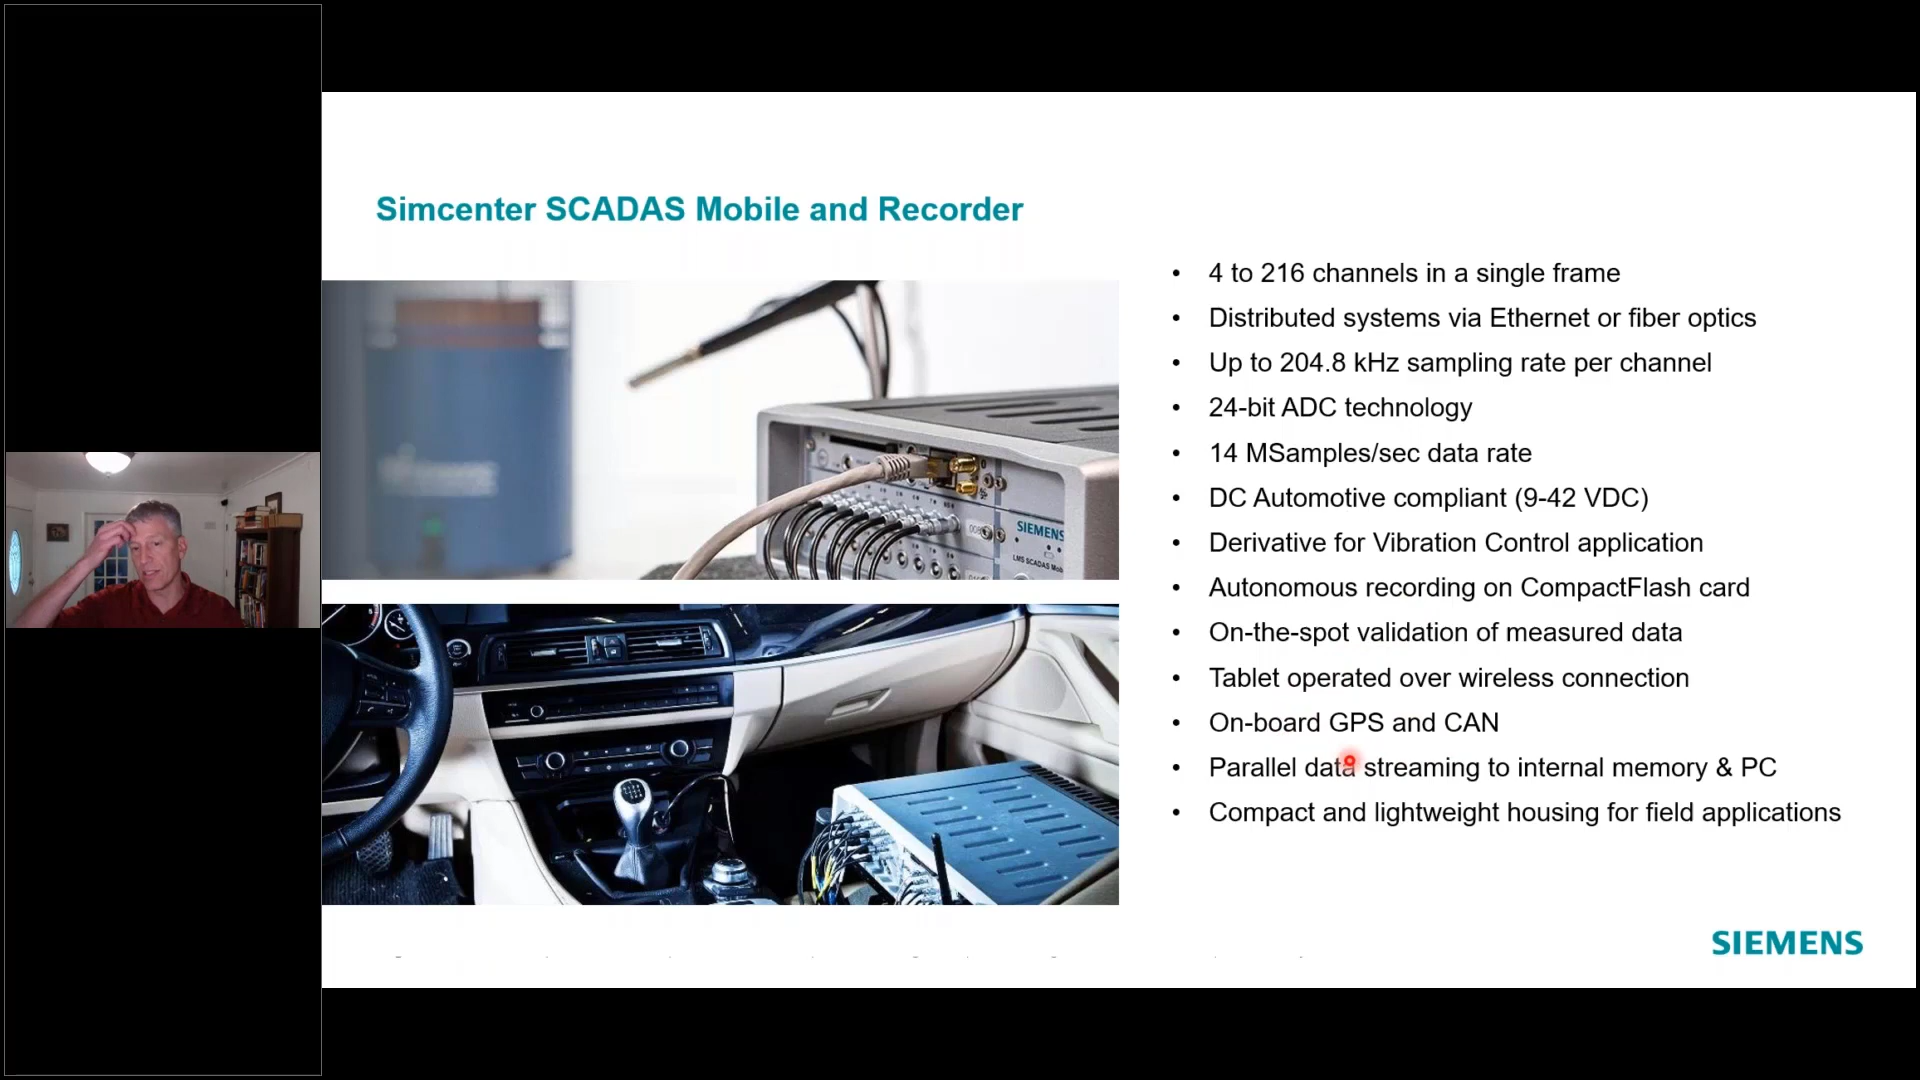 Simcenter SCADAS Mobile and Recorder
• 4 to 216 channels in a single frame
• Distributed systems via Ethernet or fiber optics
• Up to 204.8 kHz sampling rate per channel
• 24-bit ADC technology
• 14 MSamples/sec data rate
• DC Automotive compliant (9-42 VDC)
• Derivative for Vibration Control application
• Autonomous recording on CompactFlash card
• On-the-spot validation of measured data
• Tablet operated over wireless connection
• On-board GPS and CAN
• Parallel data streaming to internal memory & PC
• Compact and lightweight housing for field applications
SIEMENS
LMS SCADAS Mob
SIEMENS